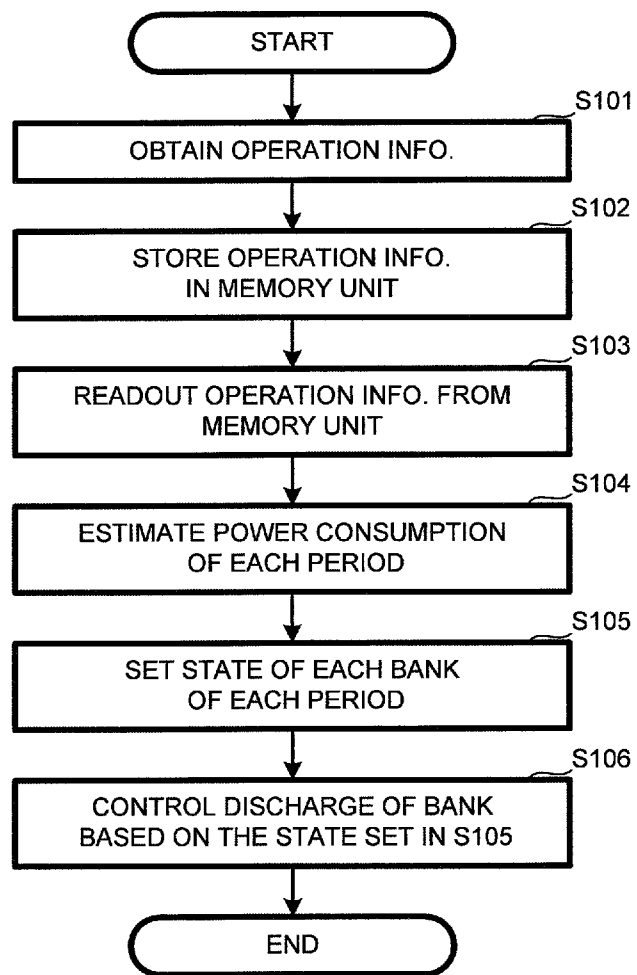 START
S101
OBTAIN OPERATION INFO.
S102
STORE OPERATION INFO.
IN MEMORY UNIT
S103
READOUT OPERATION INFO. FROM
MEMORY UNIT
S104
ESTIMATE POWER CONSUMPTION
OF EACH PERIOD
S105
SET STATE OF EACH BANK
OF EACH PERIOD
S106
CONTROL DISCHARGE OF BANK
BASED ON THE STATE SET IN S105
END